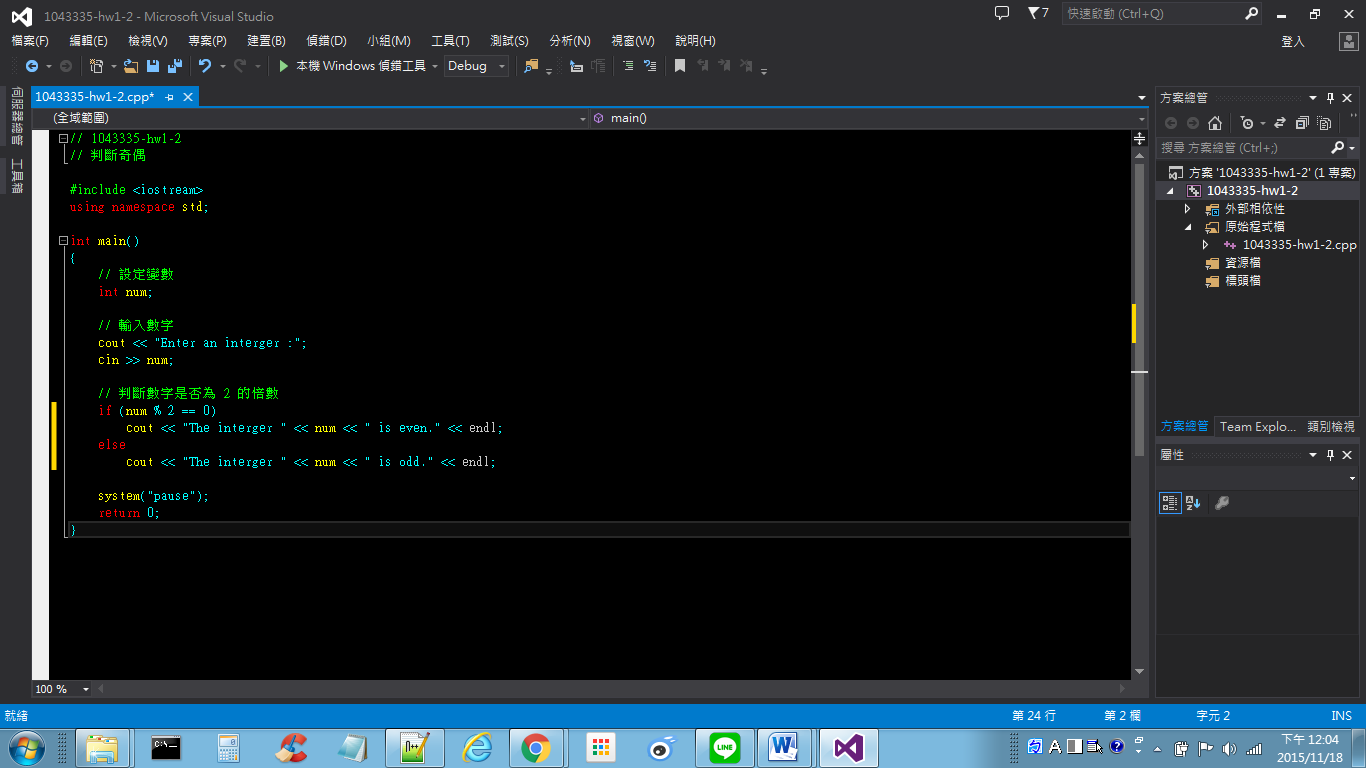 1043335-hw1-2 - Microsoft Visual Studio
7
快速啟動 (Ctrl+Q)
檔案(F) 編輯(E) 檢視(V) 專案(P) 建置(B) 偵錯(D) 小組(M) 工具(T) 測試(S) 分析(N) 視窗(W) 說明(H)
登入
本機 Windows 偵錯工具 Debug
伺服器總管
工具箱
1043335-hw1-2.cpp*
(全域範圍) main()
// 1043335-hw1-2
// 判斷奇偶
#include <iostream>
using namespace std;
int main()
{
// 設定變數
int num;
// 輸入數字
cout << "Enter an interger :";
cin >> num;
// 判斷數字是否為 2 的倍數
if (num % 2 == 0)
cout << "The interger " << num << " is even." << endl;
else
cout << "The interger " << num << " is odd." << endl;
system("pause");
return 0;
}
100 %
方案總管
搜尋 方案總管 (Ctrl+;)
方案 '1043335-hw1-2' (1 專案)
1043335-hw1-2
外部相依性
原始程式檔
1043335-hw1-2.cpp
資源檔
標頭檔
方案總管 Team Explo... 類別檢視
屬性
就緒 第 24 行 第 2 欄 字元 2 INS
C:\_
LINE
A
下午 12:04
2015/11/18